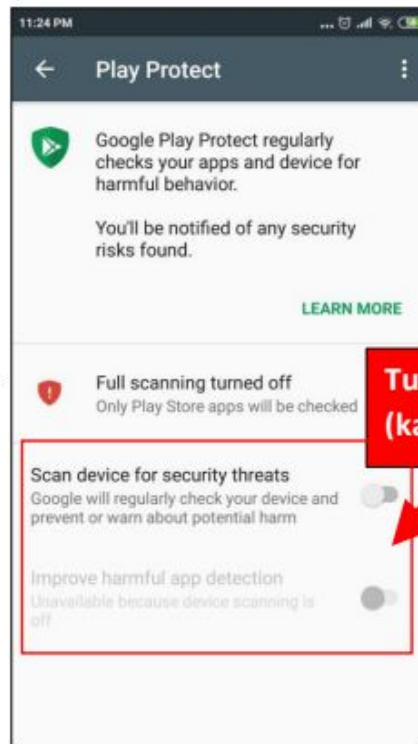 11:24 PM
Play Protect
Google Play Protect regularly
checks your apps and device for
harmful behavior.
You'll be notified of any security
risks found.
LEARN MORE
Full scanning turned off
Only Play Store apps will be checked
Scan device for security threats
Google will regularly check your device and
prevent or warn about potential harm
Improve harmful app detection
Unavailable because device scanning is
off